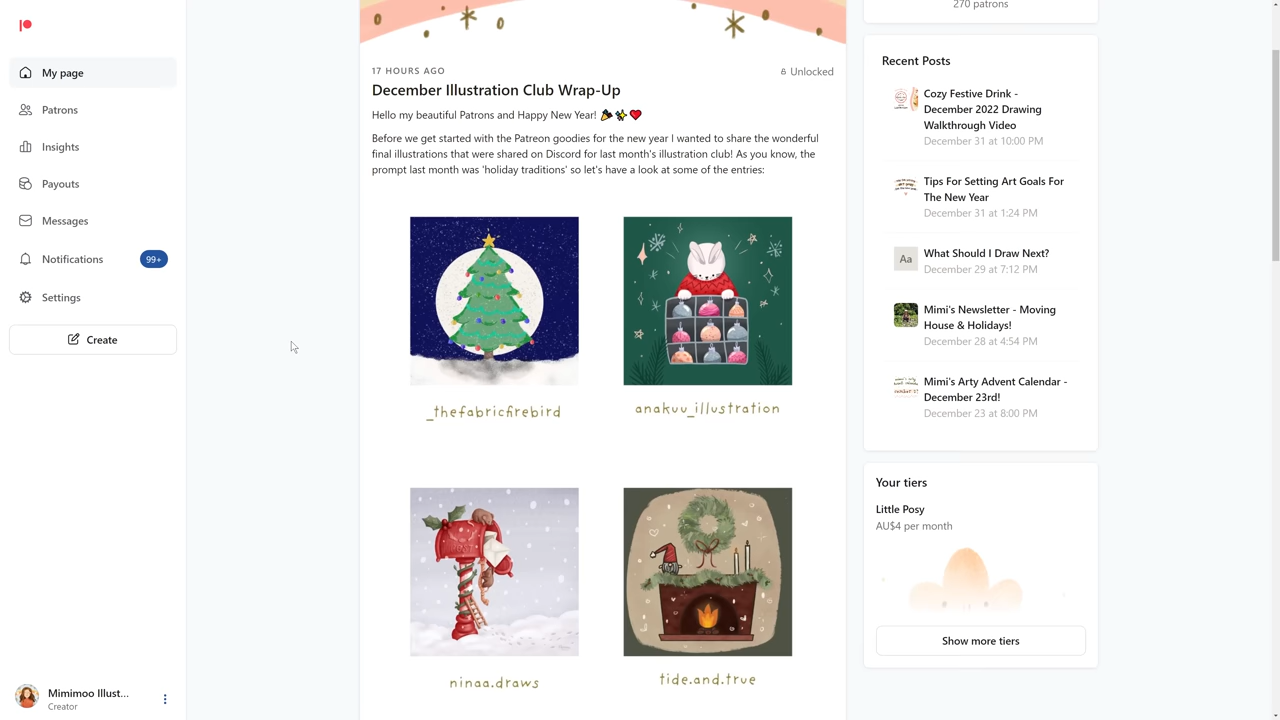 My page
Patrons
Insights
Payouts
Messages
Notifications
99+
Settings
Create
Mimimoo Illust...
Creator
17 HOURS AGO
Unlocked
December Illustration Club Wrap-Up
Hello my beautiful Patrons and Happy New Year! 🎉✨❤️
Before we get started with the Patreon goodies for the new year I wanted to share the wonderful
final illustrations that were shared on Discord for last month's illustration club! As you know, the
prompt last month was 'holiday traditions' so let's have a look at some of the entries:
_thefabricfirebird
anakuu_illustration
ninaa.draws
tide.and.true
270 patrons
Recent Posts
Cozy Festive Drink -
December 2022 Drawing
Walkthrough Video
December 31 at 10:00 PM
Tips For Setting Art Goals For
The New Year
December 31 at 1:24 PM
Aa
What Should I Draw Next?
December 29 at 7:12 PM
Mimi's Newsletter - Moving
House & Holidays!
December 28 at 4:54 PM
Mimi's Arty Advent Calendar -
December 23rd!
December 23 at 8:00 PM
Your tiers
Little Posy
AU$4 per month
Show more tiers